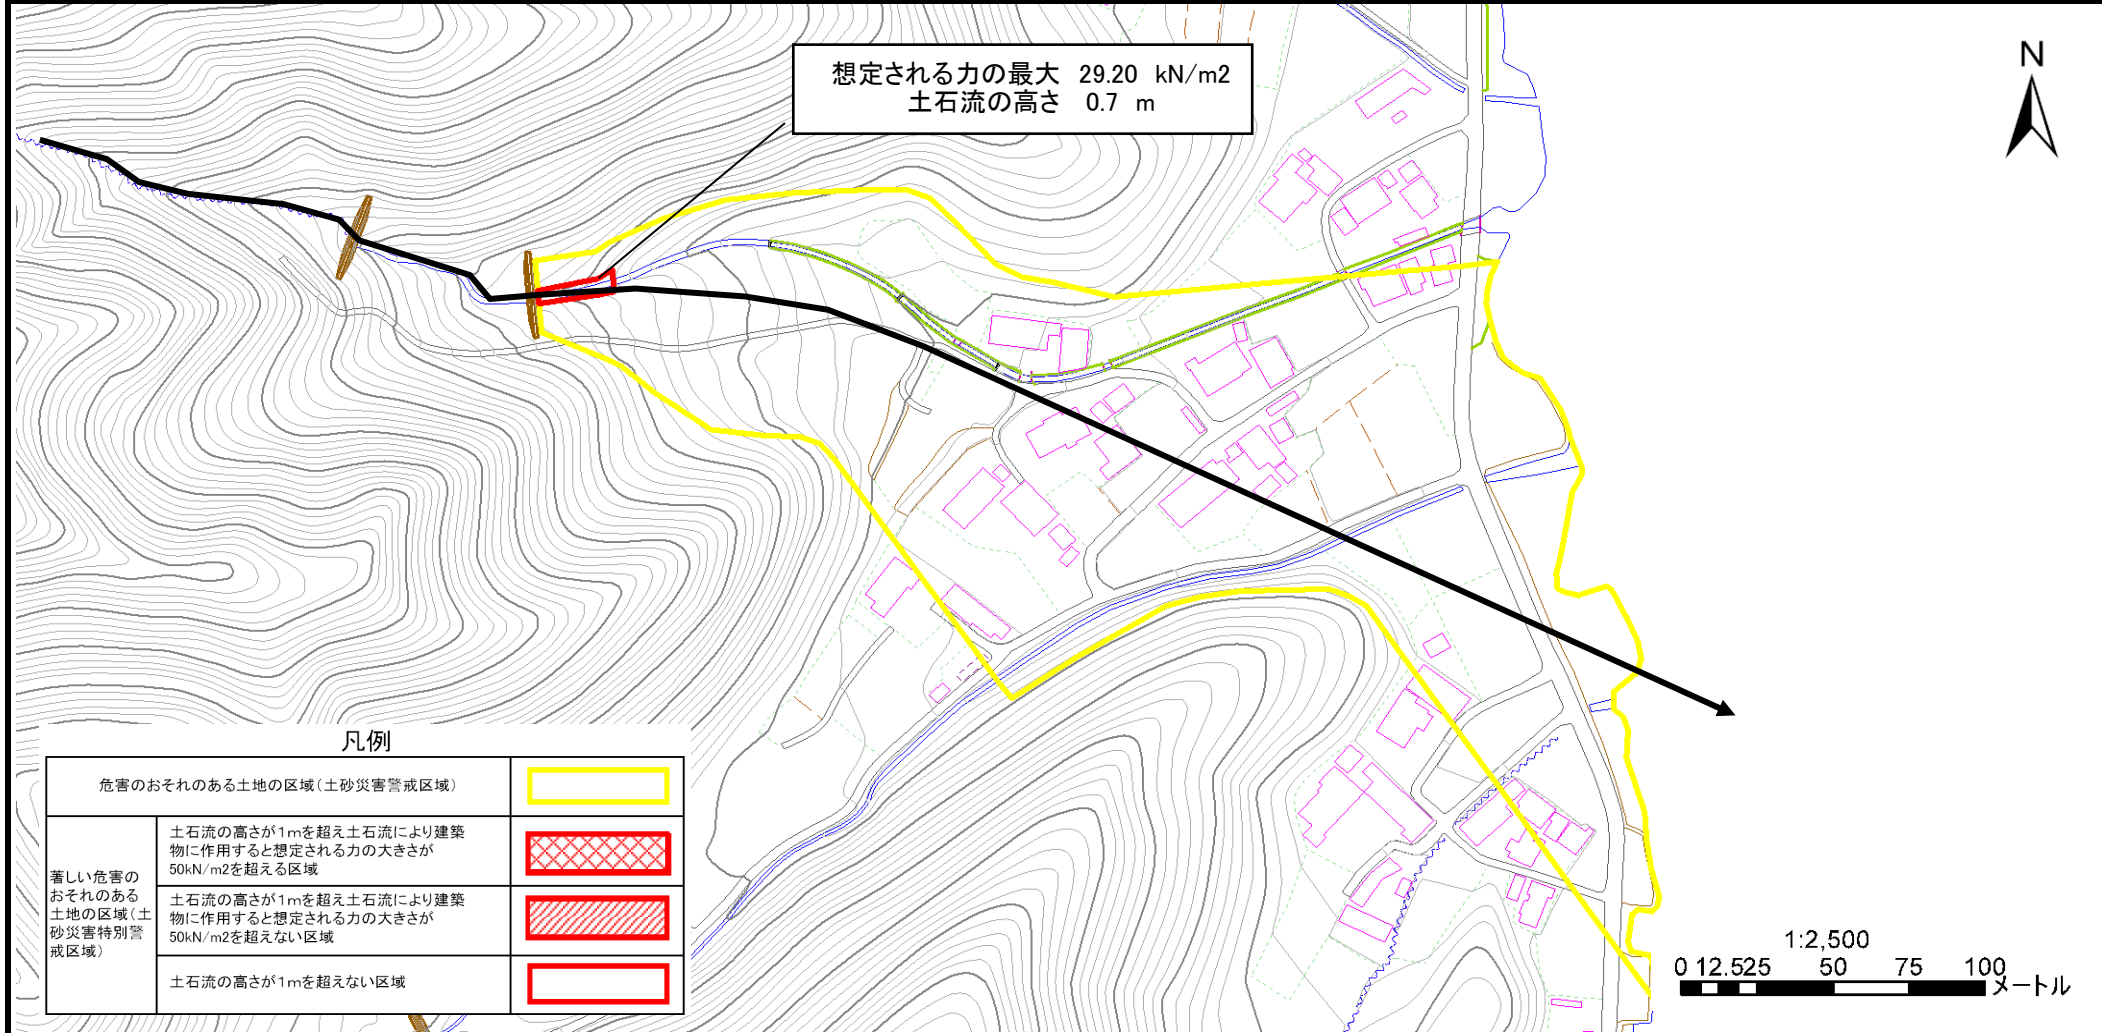 想定される力の最大 29.20 kN/m2
土石流の高さ 0.7 m
N
凡例
危害のおそれのある土地の区域(土砂災害警戒区域)
著しい危害の
おそれのある
土地の区域(土
砂災害特別警
戒区域)
土石流の高さが1mを超え土石流により建築
物に作用すると想定される力の大きさが
50kN/m2を超える区域
土石流の高さが1mを超え土石流により建築
物に作用すると想定される力の大きさが
50kN/m2を超えない区域
土石流の高さが1mを超えない区域
1:2,500
0 12.525 50 75 100
メートル